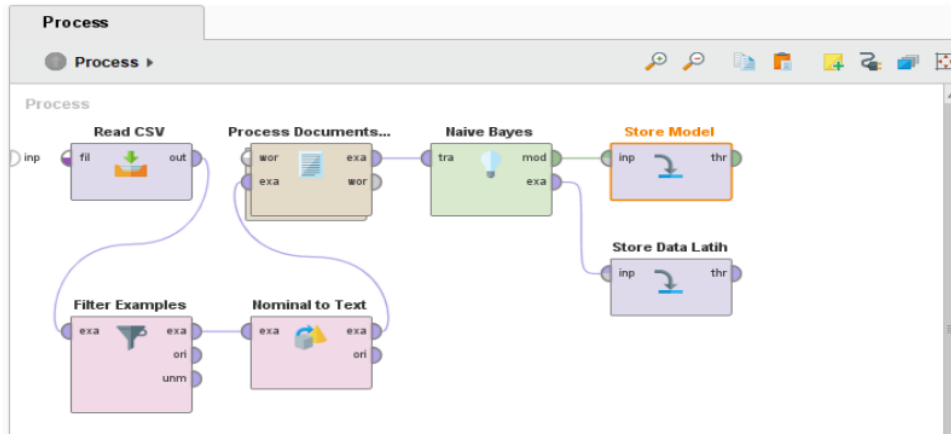 Process
Process
Process
Read CSV
Process Documents...
Naive Bayes
Store Model
inp
fil
out
wor
exa
tra
mod
inp
thr
exa
wor
exa
Store Data Latih
inp
thr
Filter Examples
Nominal to Text
exa
exa
exa
exa
ori
ori
unm